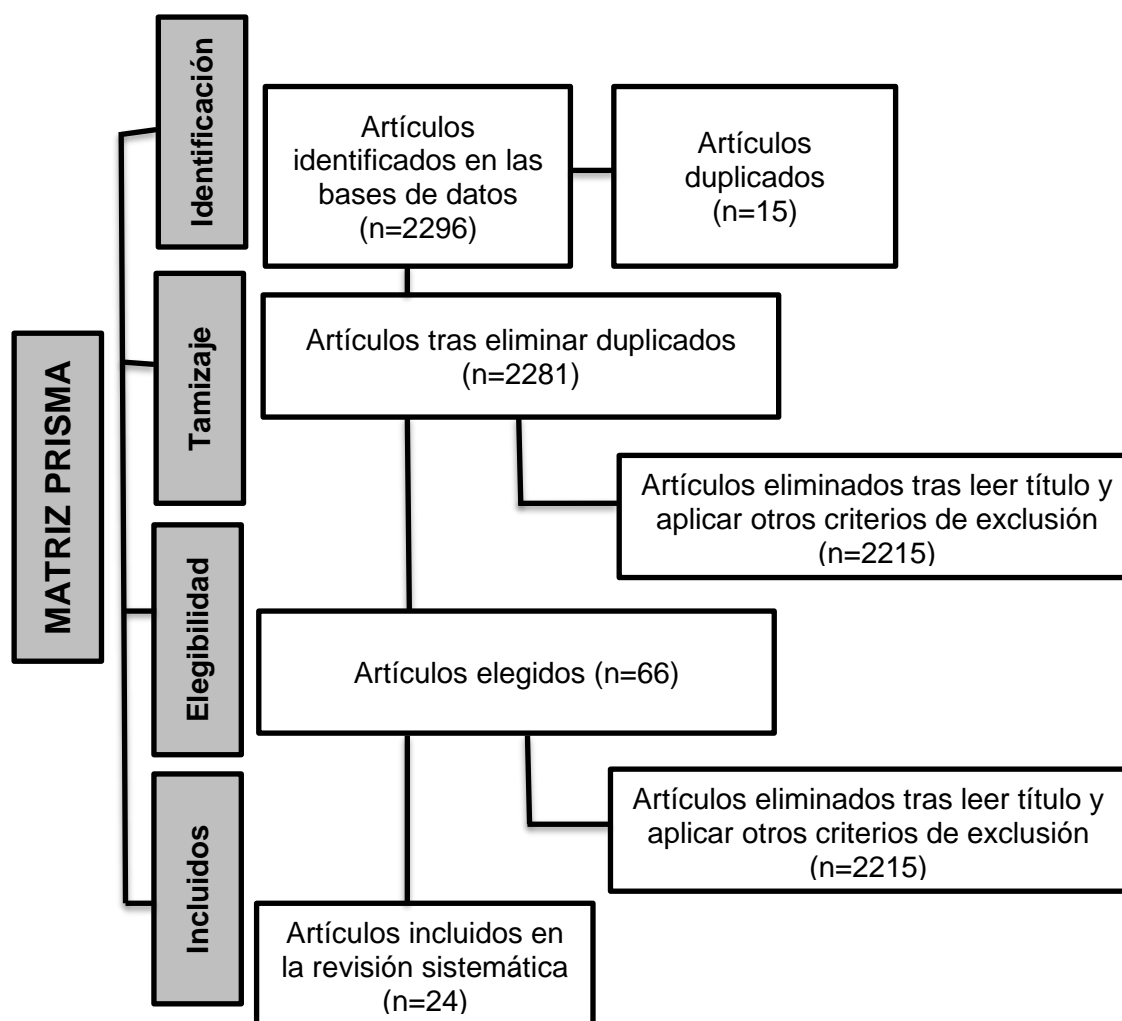 MATRIZ PRISMA
Identificación
Artículos
identificados en las
bases de datos
(n=2296)
Artículos
duplicados
(n=15)
Tamizaje
Artículos tras eliminar duplicados
(n=2281)
Artículos eliminados tras leer título y
aplicar otros criterios de exclusión
(n=2215)
Elegibilidad
Artículos elegidos (n=66)
Artículos eliminados tras leer título y
aplicar otros criterios de exclusión
(n=2215)
Incluidos
Artículos incluidos en
la revisión sistemática
(n=24)